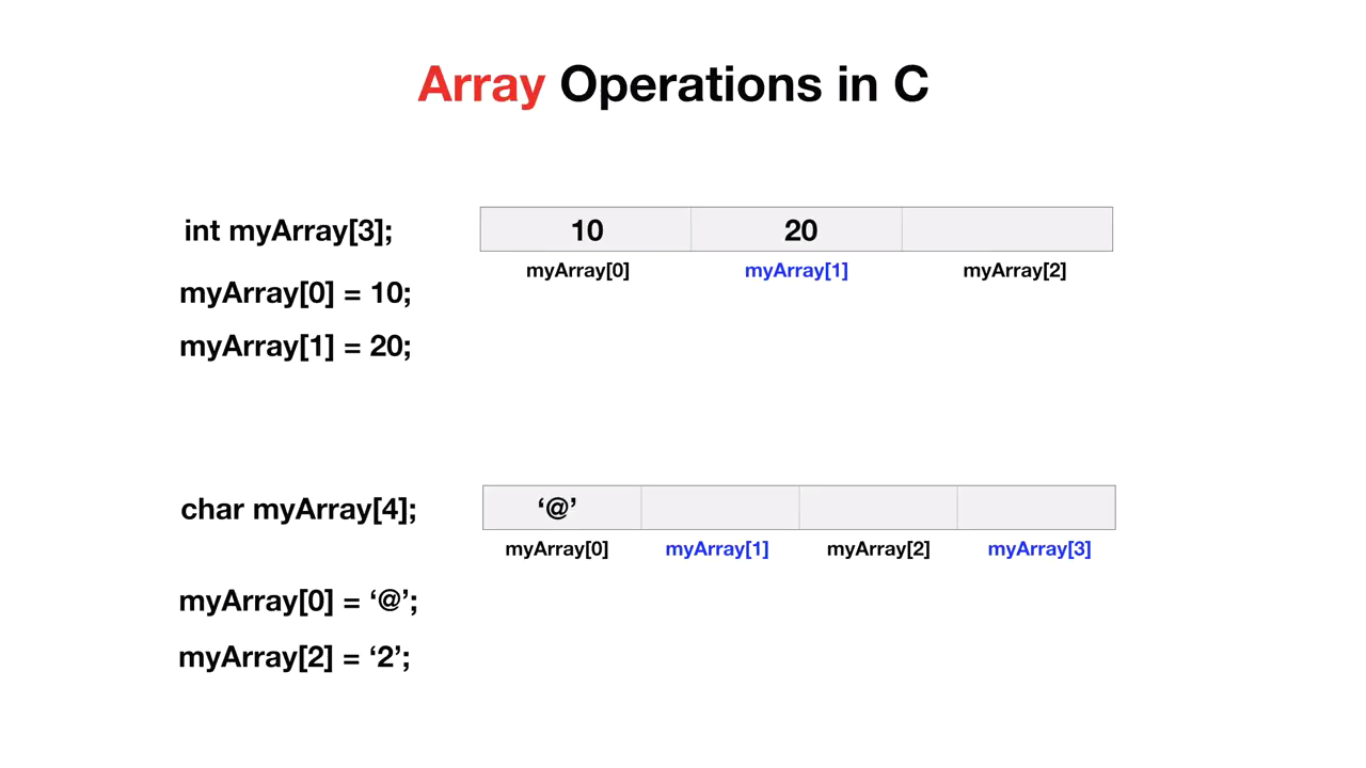 Array Operations in C
int myArray[3];
10 20
myArray[0] myArray[1] myArray[2]
myArray[0] = 10;
myArray[1] = 20;
char myArray[4];
‘@’
myArray[0] myArray[1] myArray[2] myArray[3]
myArray[0] = ‘@’;
myArray[2] = ‘2’;